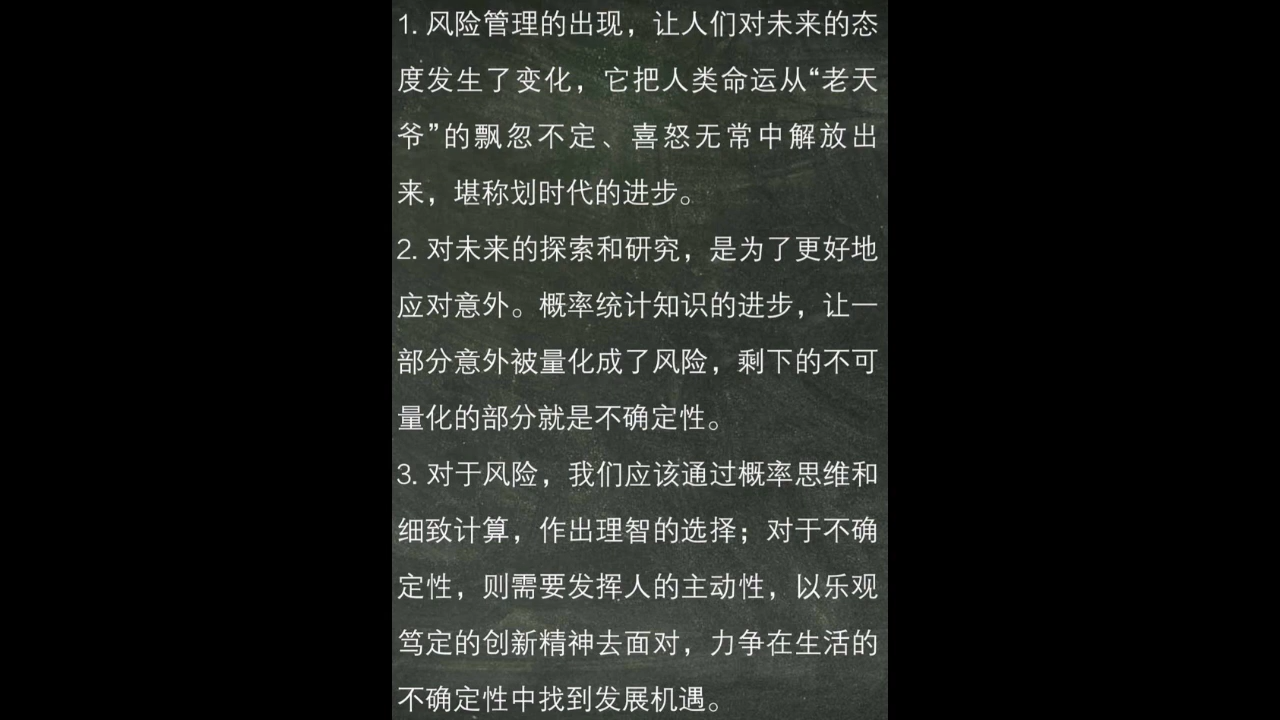 1. 风险管理的出现，让人们对未来的态
度发生了变化，它把人类命运从“老天
爷”的飘忽不定、喜怒无常中解放出
来，堪称划时代的进步。
2. 对未来的探索和研究，是为了更好地
应对意外。概率统计知识的进步，让一
部分意外被量化成了风险，剩下的不可
量化的部分就是不确定性。
3. 对于风险，我们应该通过概率思维和
细致计算，作出理智的选择；对于不确
定性，则需要发挥人的主动性，以乐观
笃定的创新精神去面对，力争在生活的
不确定性中找到发展机遇。